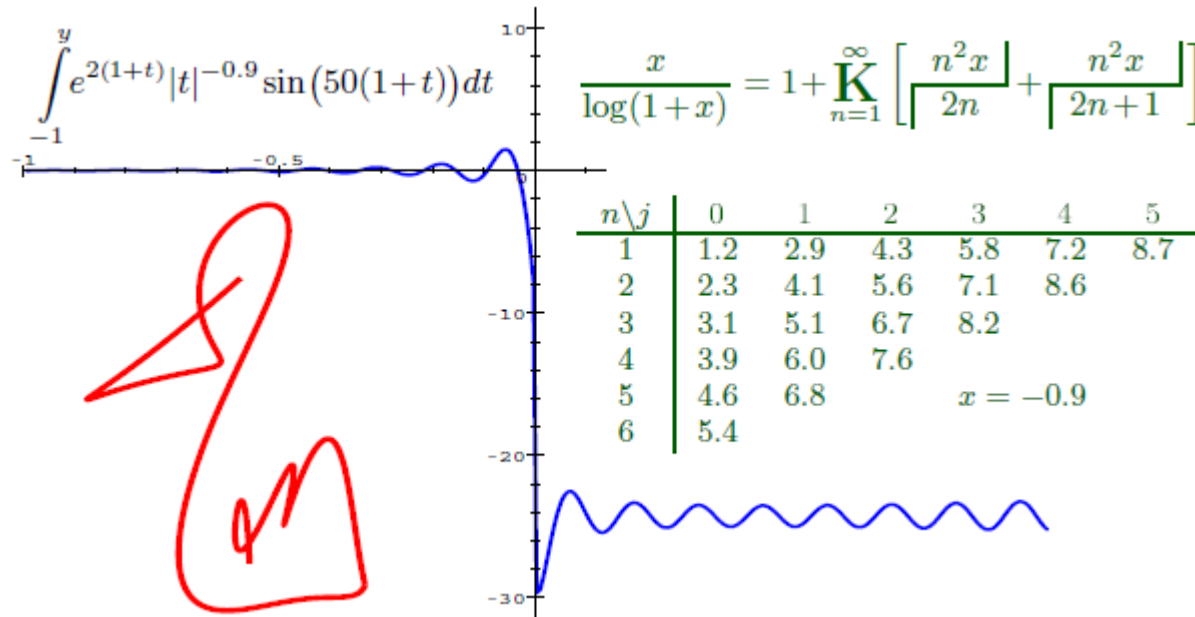 ∫_{-1}^{y} e^{2(1+t)}|t|^{-0.9} sin(50(1+t))dt
x/log(1+x) = 1+ K_{n=1}^{∞} [ n²x/2n + n²x/2n+1 ]
10
-1 -0.5 0
-10
-20
-30
n\j 0 1 2 3 4 5
1 1.2 2.9 4.3 5.8 7.2 8.7
2 2.3 4.1 5.6 7.1 8.6
3 3.1 5.1 6.7 8.2
4 3.9 6.0 7.6
5 4.6 6.8 x = −0.9
6 5.4